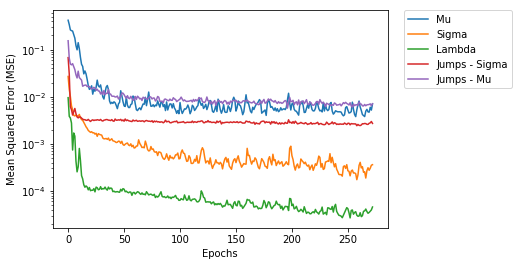 Mean Squared Error (MSE)
10⁻¹
10⁻²
10⁻³
10⁻⁴
0 50 100 150 200 250
Epochs
Mu
Sigma
Lambda
Jumps - Sigma
Jumps - Mu